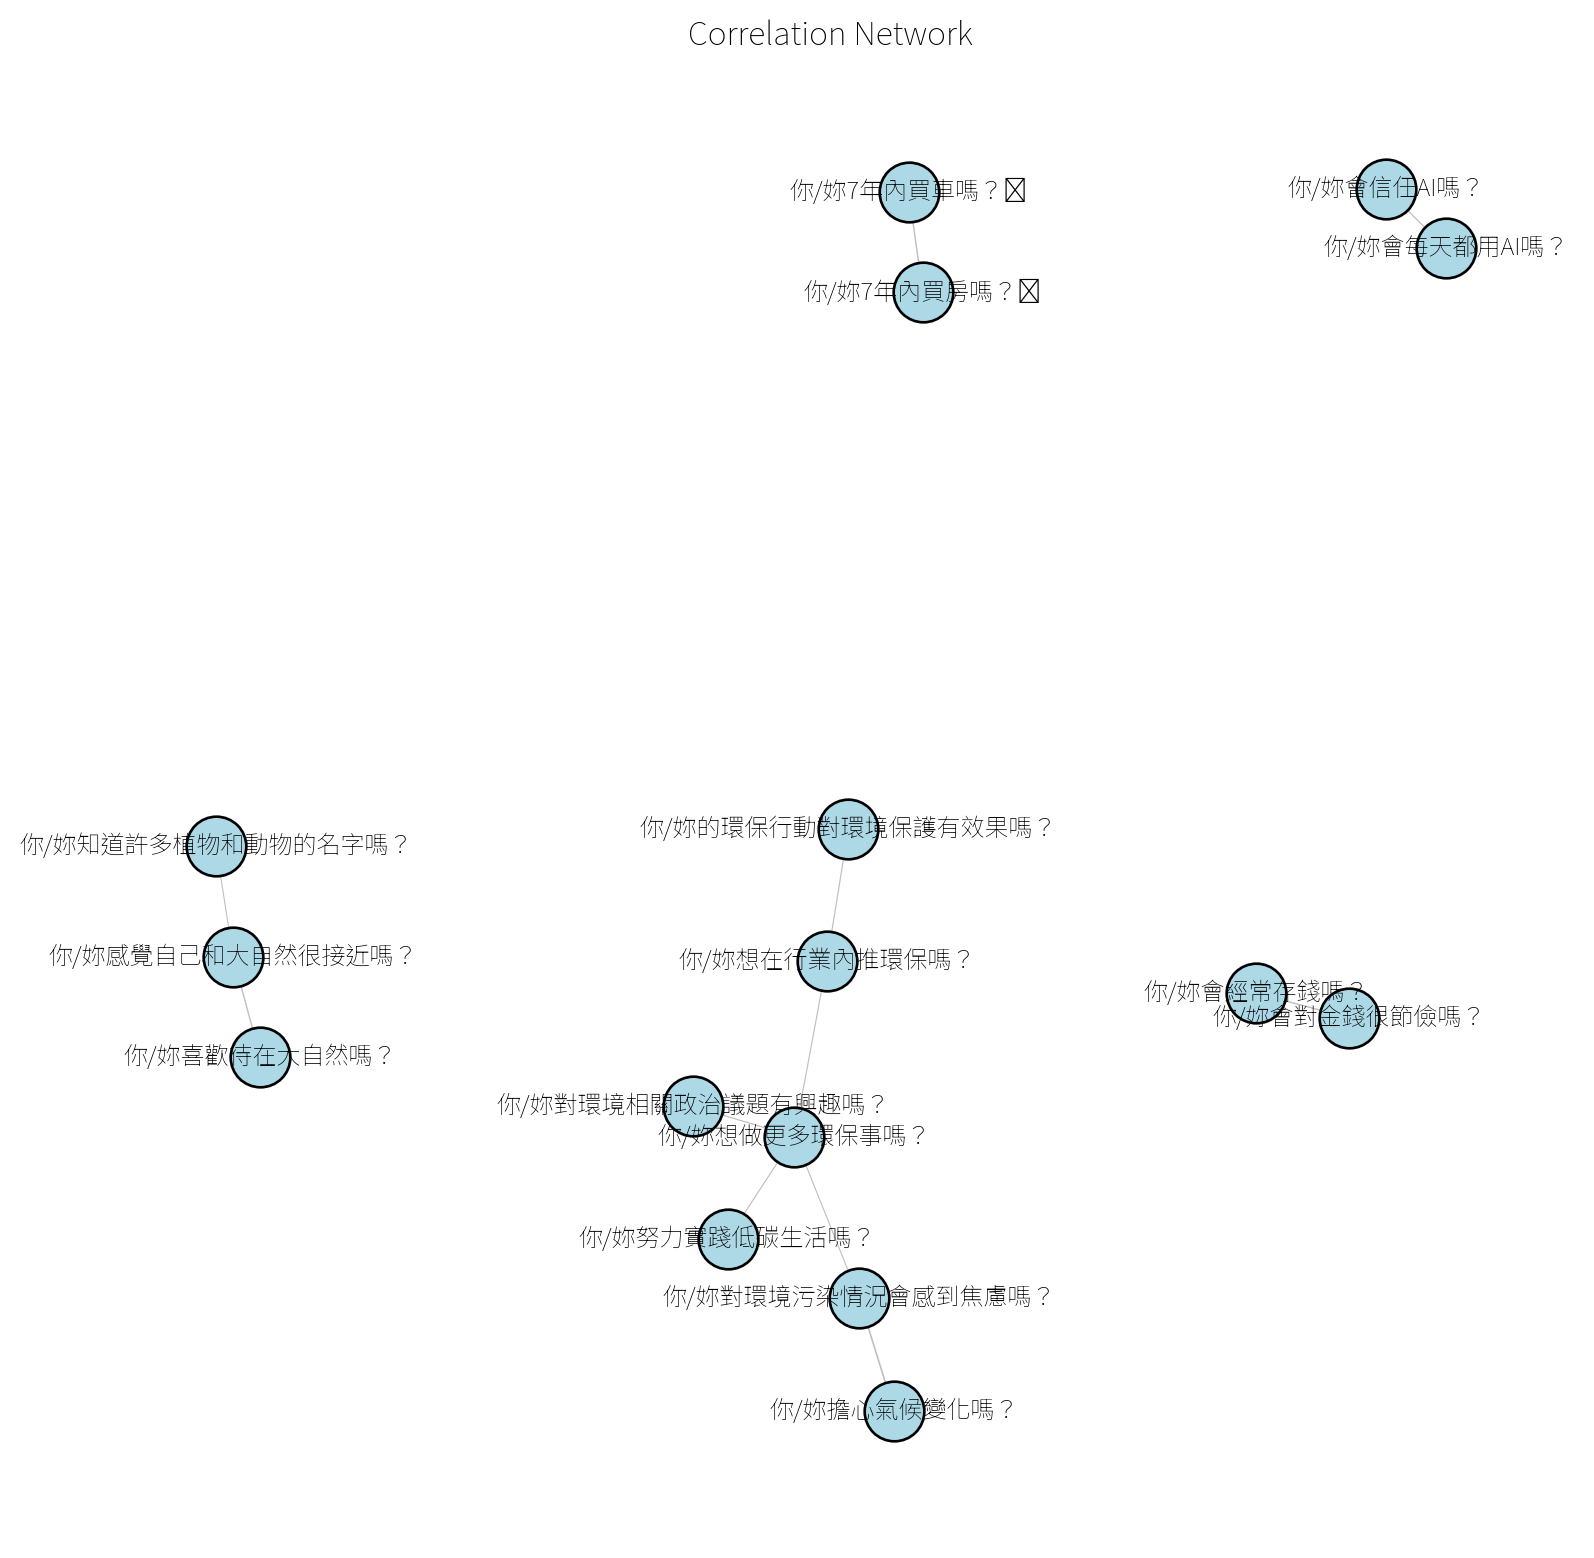 Correlation Network
你/妳7年內買車嗎？
你/妳會信任AI嗎？
你/妳會每天都用AI嗎？
你/妳7年內買房嗎？
你/妳的環保行動對環境保護有效果嗎？
你/妳知道許多植物和動物的名字嗎？
你/妳感覺自己和大自然很接近嗎？
你/妳想在行業內推環保嗎？
你/妳會經常存錢嗎？
你/妳會對金錢很節儉嗎？
你/妳喜歡待在大自然嗎？
你/妳對環境相關政治議題有興趣嗎？
你/妳想做更多環保事嗎？
你/妳努力實踐低碳生活嗎？
你/妳對環境污染情況會感到焦慮嗎？
你/妳擔心氣候變化嗎？